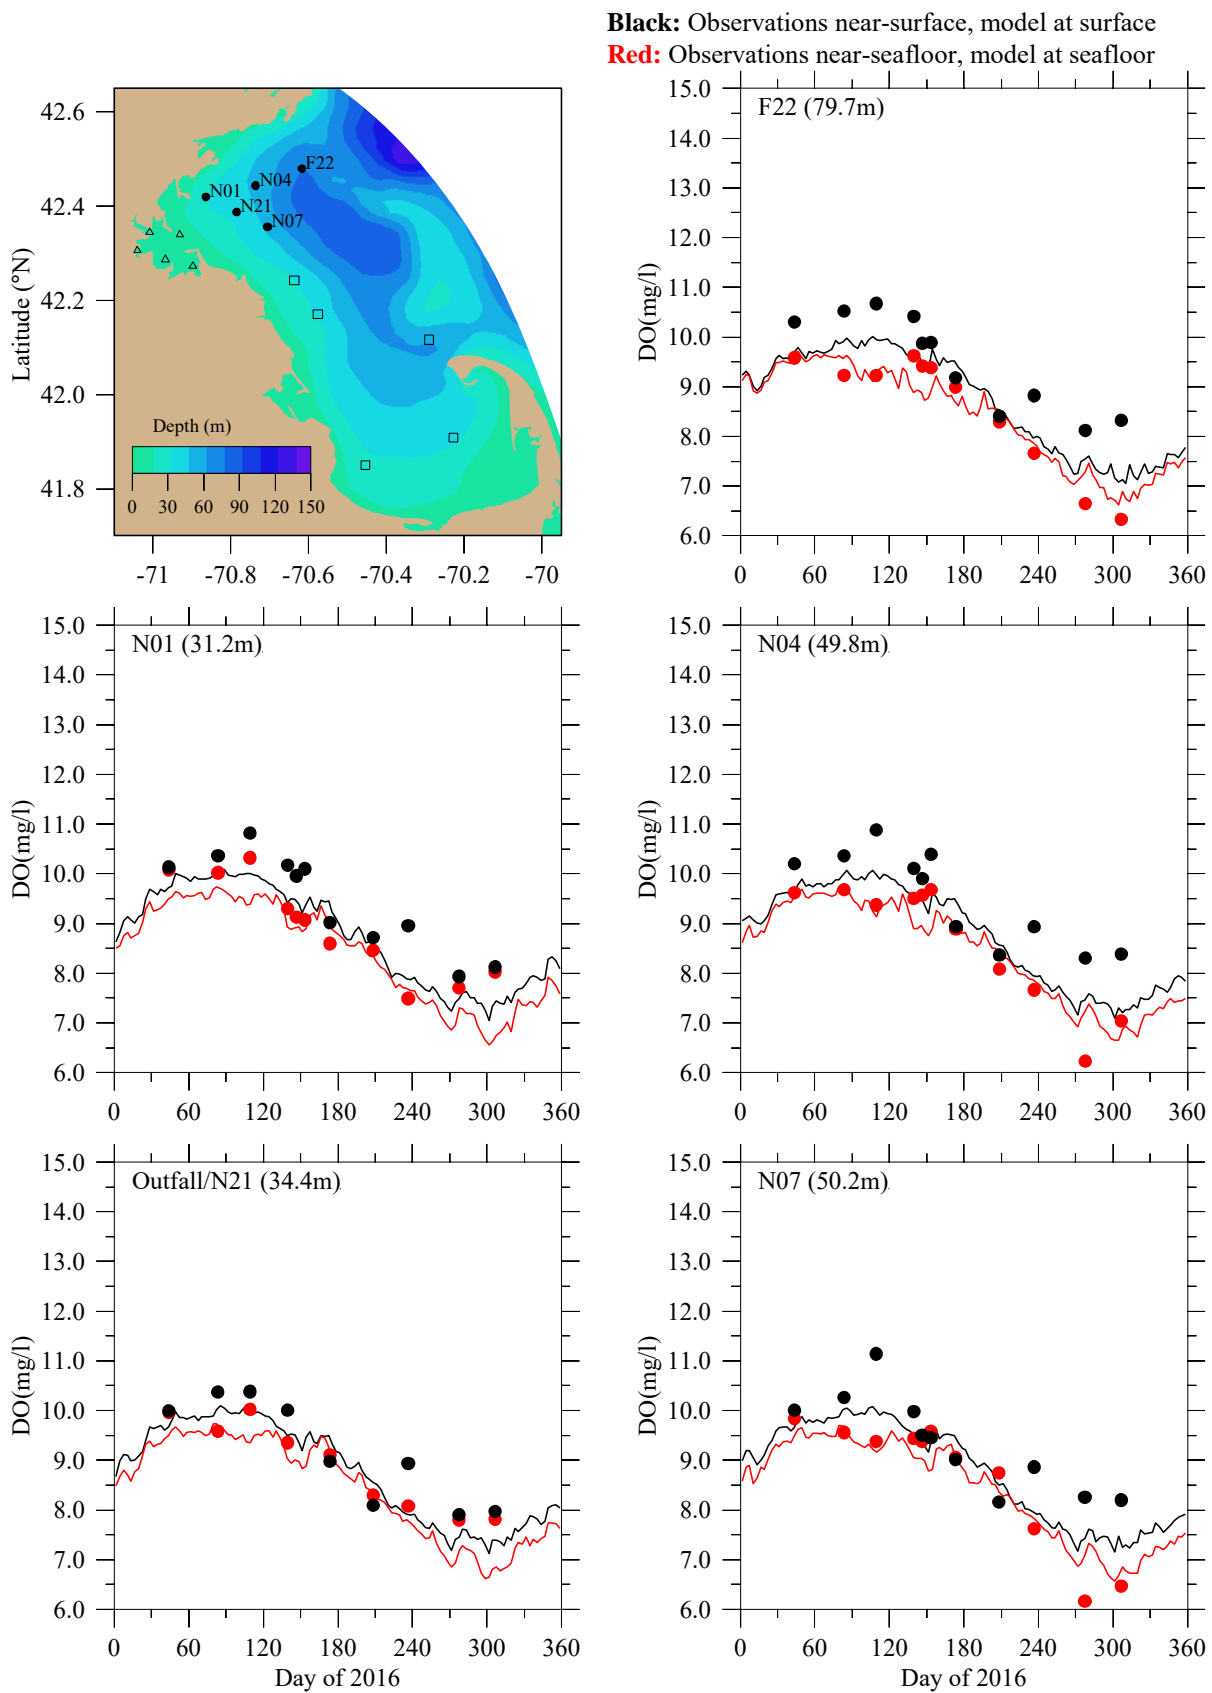 Black: Observations near-surface, model at surface
Red: Observations near-seafloor, model at seafloor
42.6
42.4
42.2
42.0
41.8
Latitude (°N)
-71 -70.8 -70.6 -70.4 -70.2 -70
F22
N04
N01
N21
N07
Depth (m)
0 30 60 90 120 150
F22 (79.7m)
15.0
14.0
13.0
12.0
11.0
10.0
9.0
8.0
7.0
6.0
DO(mg/l)
0 60 120 180 240 300 360
N01 (31.2m)
15.0
14.0
13.0
12.0
11.0
10.0
9.0
8.0
7.0
6.0
DO(mg/l)
0 60 120 180 240 300 360
N04 (49.8m)
15.0
14.0
13.0
12.0
11.0
10.0
9.0
8.0
7.0
6.0
DO(mg/l)
0 60 120 180 240 300 360
Outfall/N21 (34.4m)
15.0
14.0
13.0
12.0
11.0
10.0
9.0
8.0
7.0
6.0
DO(mg/l)
0 60 120 180 240 300 360
Day of 2016
N07 (50.2m)
15.0
14.0
13.0
12.0
11.0
10.0
9.0
8.0
7.0
6.0
DO(mg/l)
0 60 120 180 240 300 360
Day of 2016